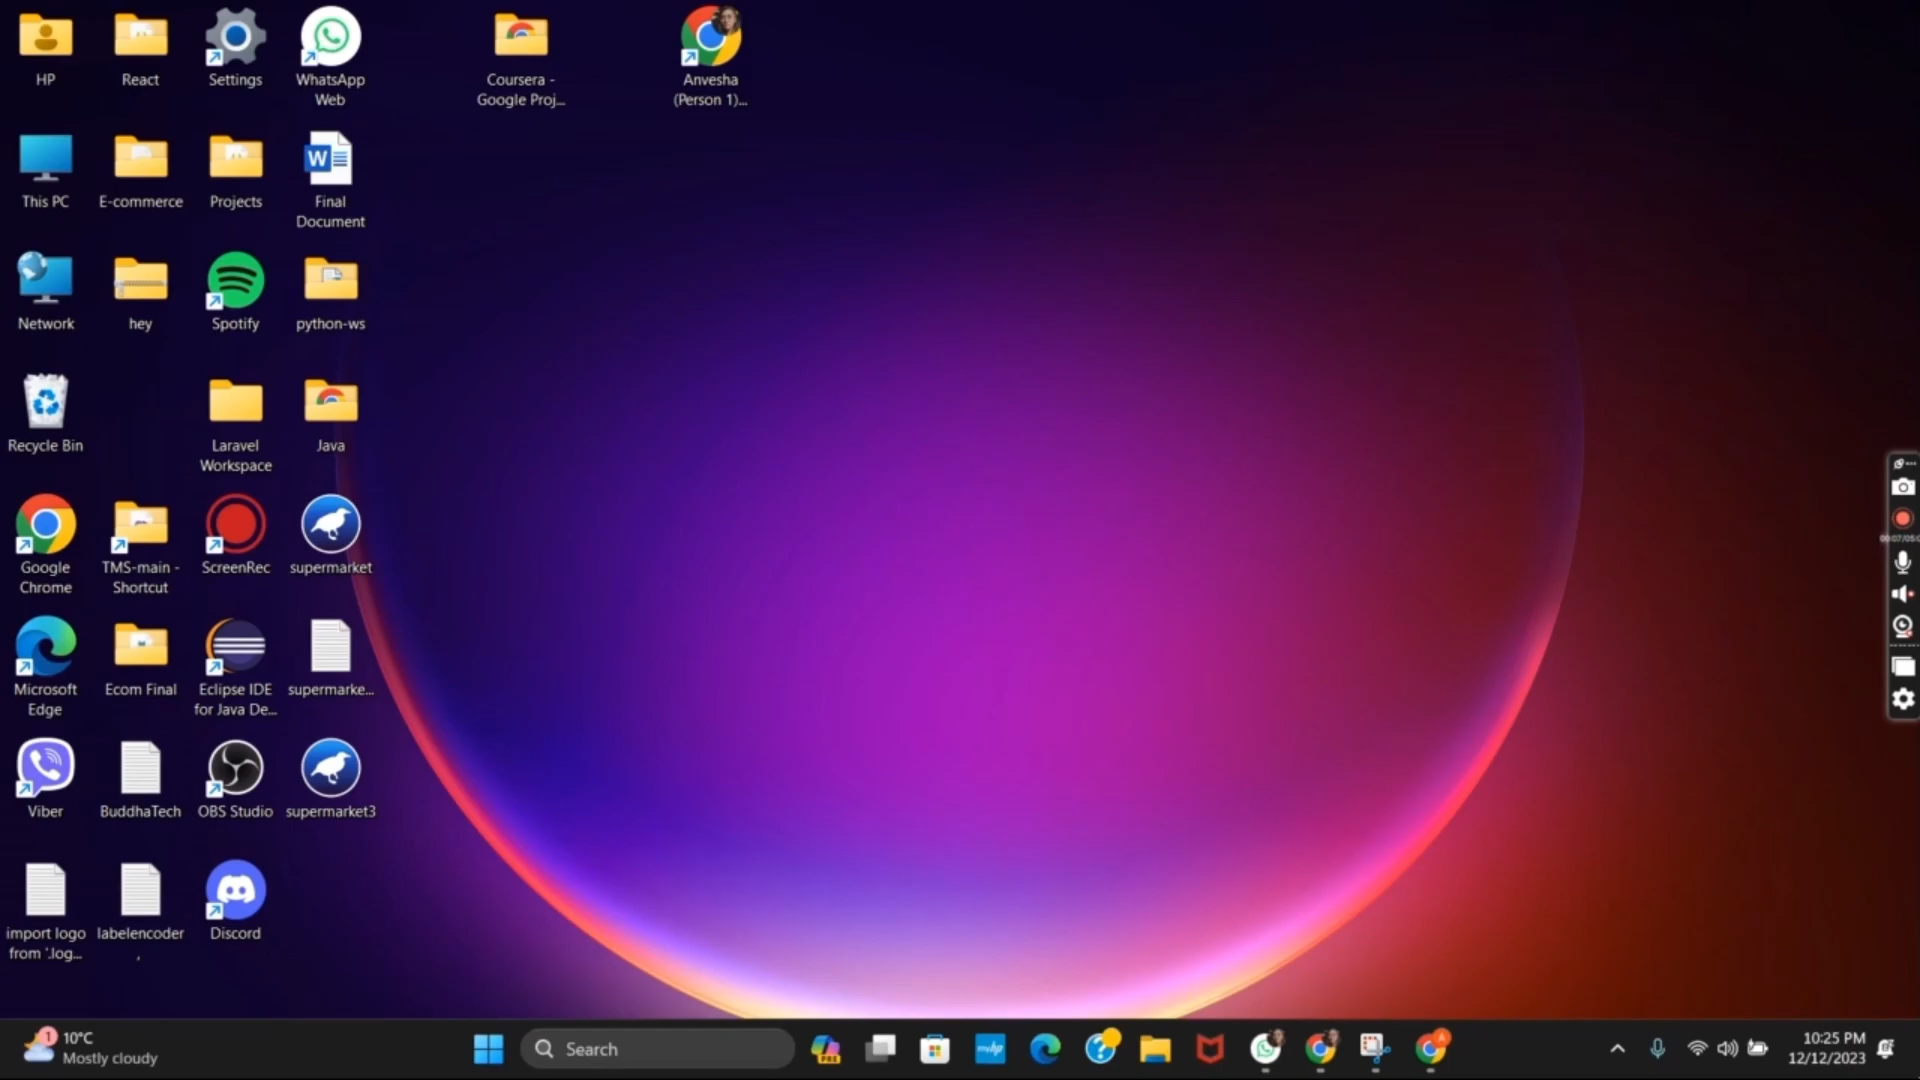 HP
React
Settings
WhatsApp
Web
Coursera -
Google Proj...
Anvesha
(Person 1)...
This PC
E-commerce
Projects
W
Final
Document
Network
hey
Spotify
python-ws
Recycle Bin
Laravel
Workspace
Java
Google
Chrome
TMS-main -
Shortcut
ScreenRec
supermarket
Microsoft
Edge
Ecom Final
Eclipse IDE
for Java De...
supermarke...
Viber
BuddhaTech
OBS Studio
supermarket3
import logo
from '.log...
labelencoder
,
Discord
1
10°C
Mostly cloudy
Search
PRE
myhp
A
10:25 PM
12/12/2023